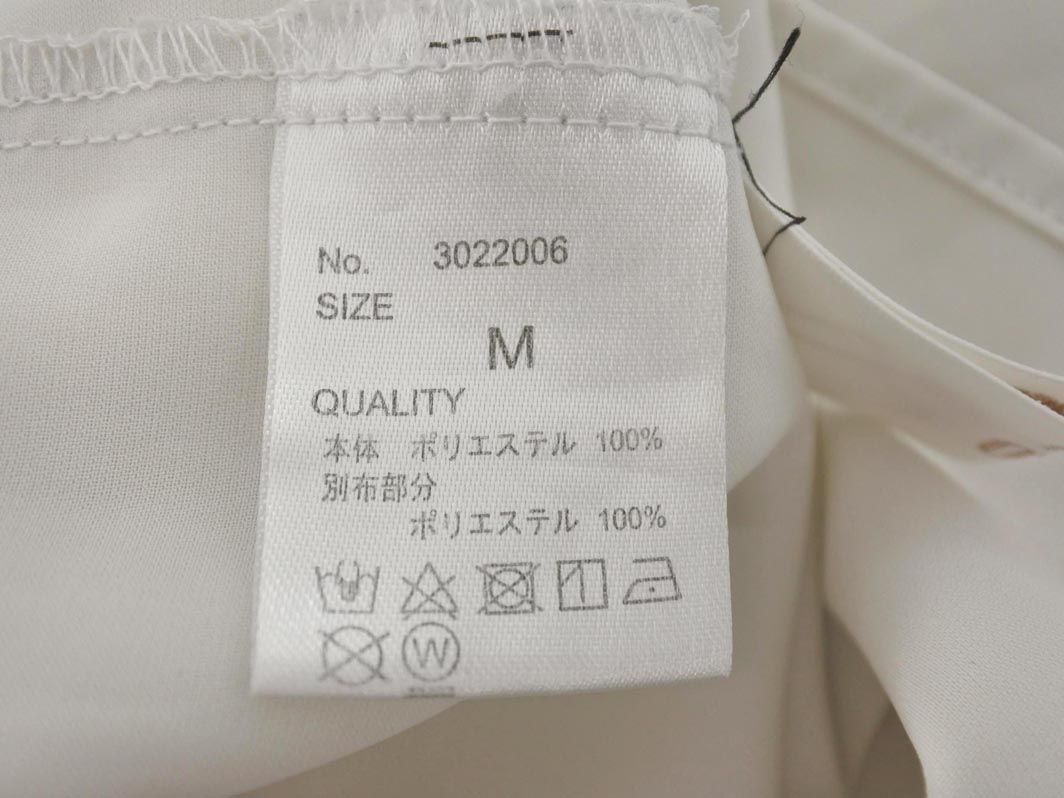 No. 3022006
SIZE
M
QUALITY
本体 ポリエステル 100%
別布部分
ポリエステル 100%
W